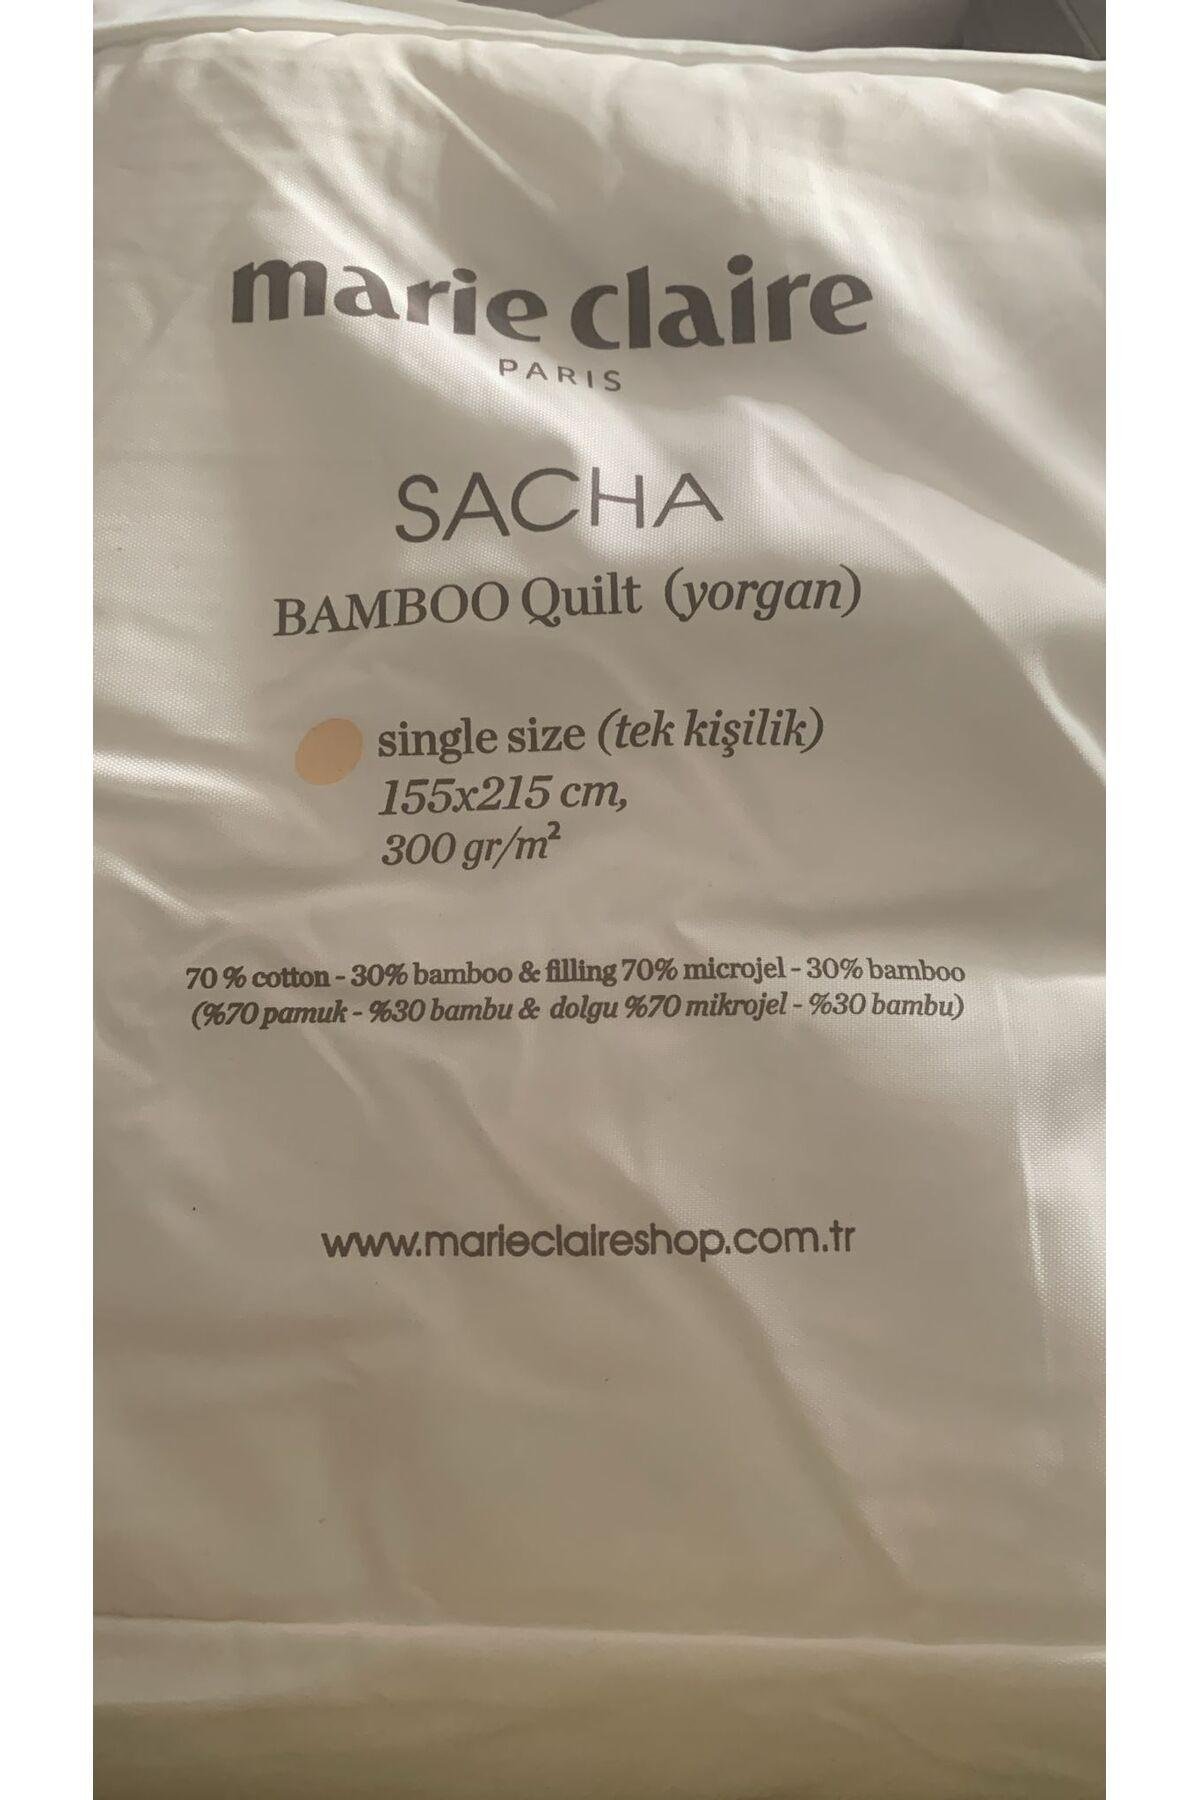 marie claire
PARIS
SACHA
BAMBOO Quilt (yorgan)
single size (tek kişilik)
155x215 cm,
300 gr/m²
70 % cotton - 30% bamboo & filling 70% microjel - 30% bamboo
(%70 pamuk - %30 bambu & dolgu %70 mikrojel - %30 bambu)
www.marieclaireshop.com.tr